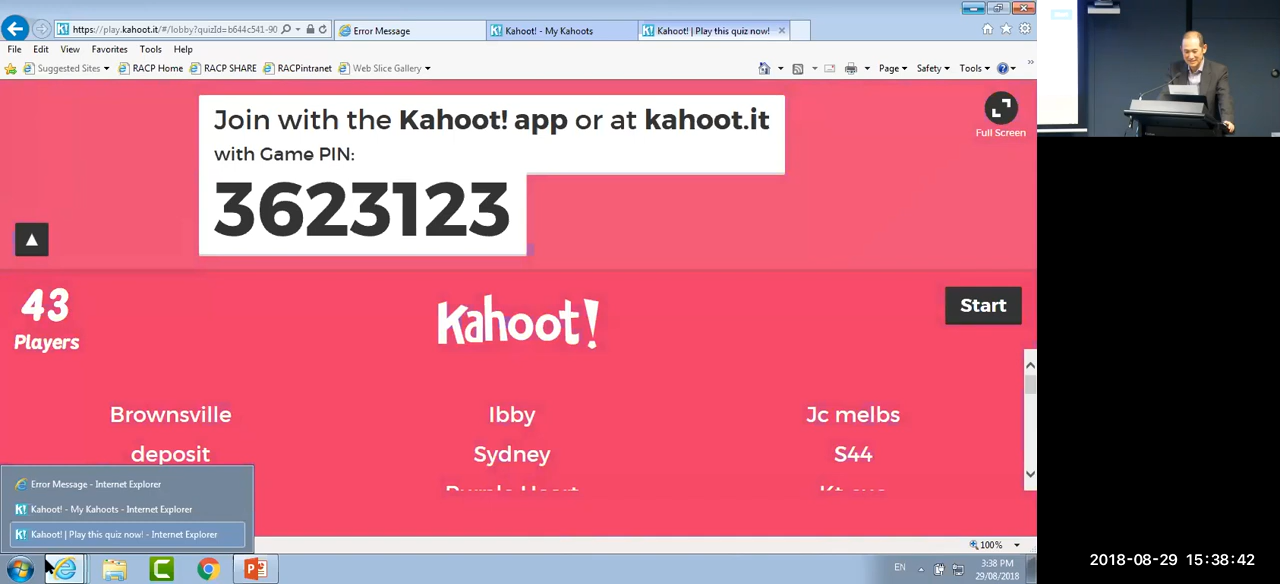 https://play.kahoot.it/#/lobby?quizId=b644c541-90
Error Message
Kahoot! - My Kahoots
Kahoot! | Play this quiz now!
File Edit View Favorites Tools Help
Suggested Sites RACP Home RACP SHARE RACPintranet Web Slice Gallery
Page Safety Tools
Join with the Kahoot! app or at kahoot.it
with Game PIN:
3623123
Full Screen
43
Players
Kahoot!
Start
Brownsville Ibby Jc melbs
deposit Sydney S44
Purple Heart
Error Message - Internet Explorer
Kahoot! - My Kahoots - Internet Explorer
Kahoot! | Play this quiz now! - Internet Explorer
100%
EN
3:38 PM
29/08/2018
2018-08-29 15:38:42